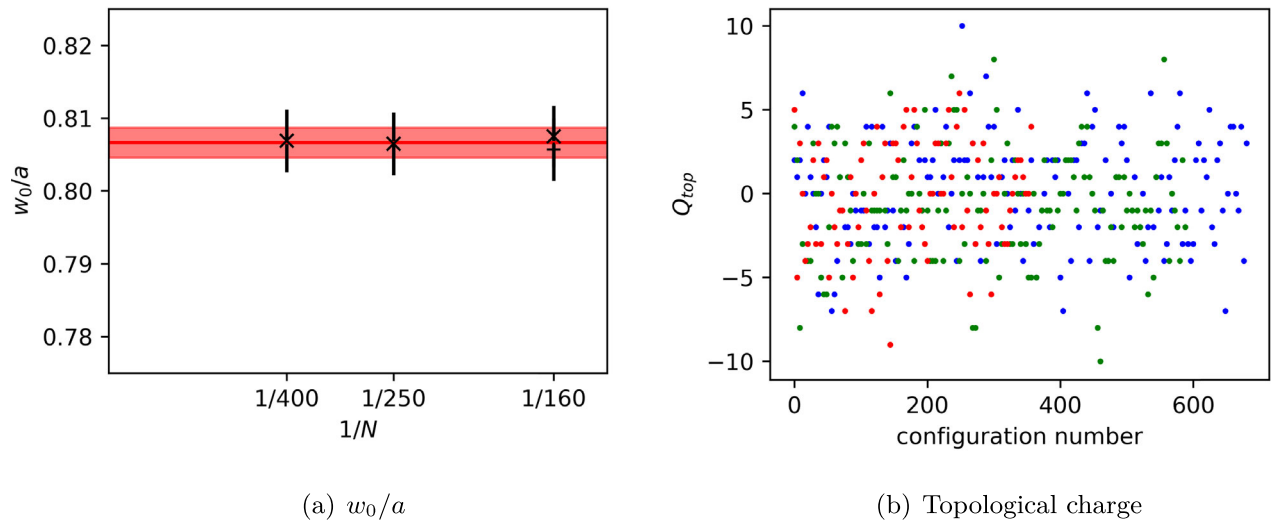 0.82
0.81
0.80
0.79
0.78
w₀/a
1/400
1/250
1/160
1/N
(a) w₀/a
10
5
0
−5
−10
Q_top
0
200
400
600
configuration number
(b) Topological charge